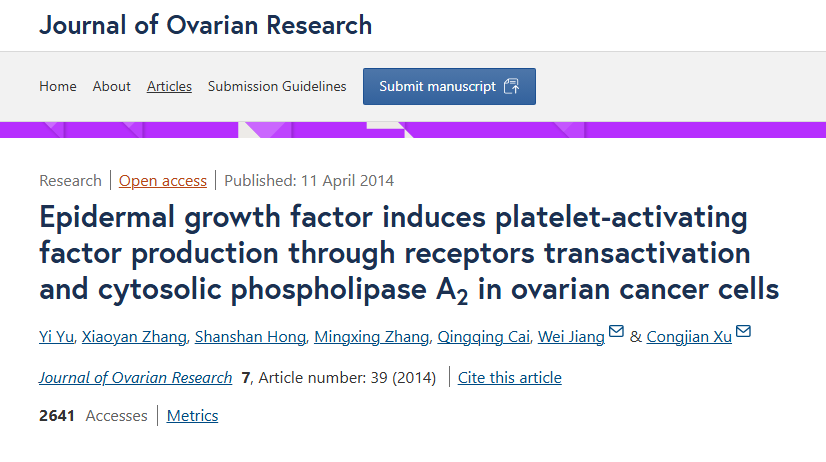 Journal of Ovarian Research
Home About Articles Submission Guidelines Submit manuscript
Research Open access Published: 11 April 2014
Epidermal growth factor induces platelet-activating
factor production through receptors transactivation
and cytosolic phospholipase A2 in ovarian cancer cells
Yi Yu, Xiaoyan Zhang, Shanshan Hong, Mingxing Zhang, Qingqing Cai, Wei Jiang & Congjian Xu
Journal of Ovarian Research 7, Article number: 39 (2014) Cite this article
2641 Accesses Metrics